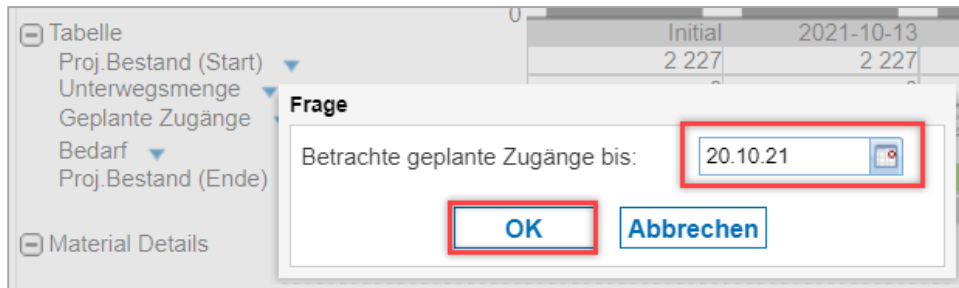 0
Tabelle Initial 2021-10-13
Proj.Bestand (Start) 2 227 2 227
Unterwegsmenge
Frage
Geplante Zugänge
Betrachte geplante Zugänge bis: 20.10.21
Bedarf
Proj.Bestand (Ende)
OK Abbrechen
Material Details